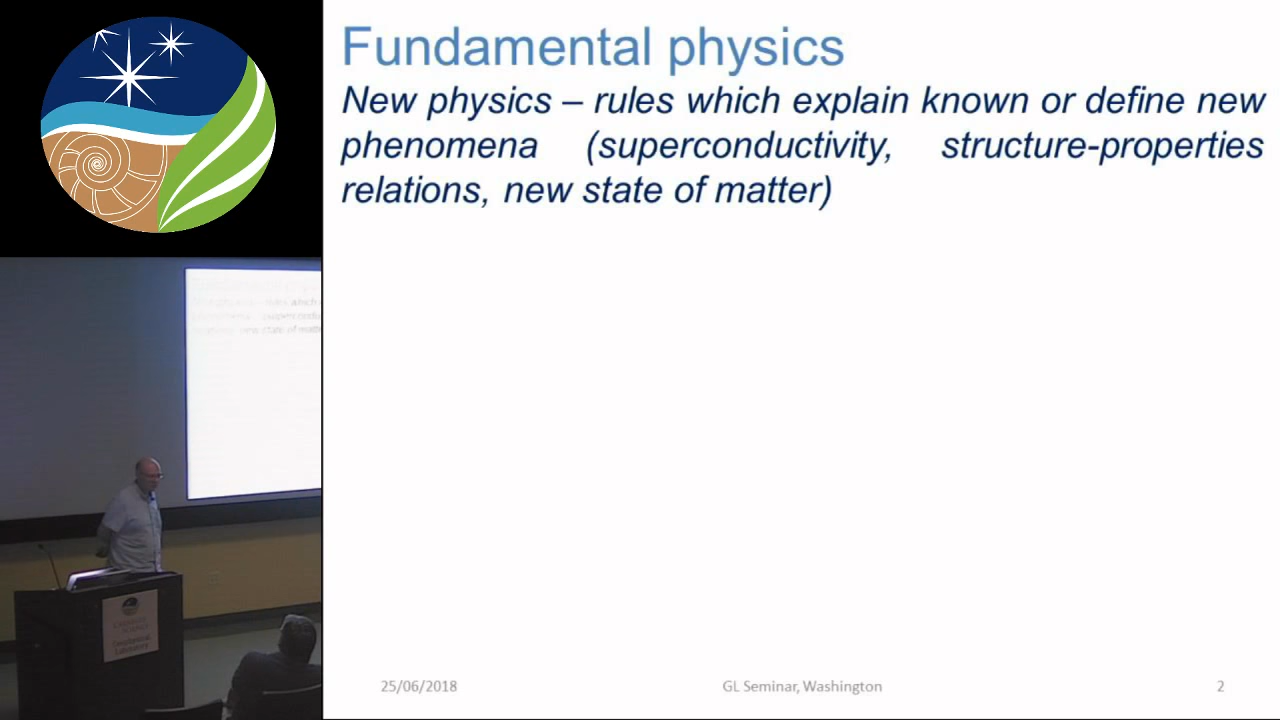 Fundamental physics
New physics – rules which explain known or define new
phenomena (superconductivity, structure-properties
relations, new state of matter)
25/06/2018
GL Seminar, Washington
2